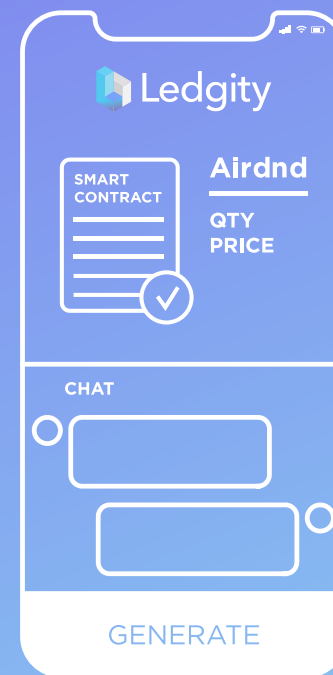 Ledgity
SMART
CONTRACT
Airdnd
QTY
PRICE
CHAT
GENERATE